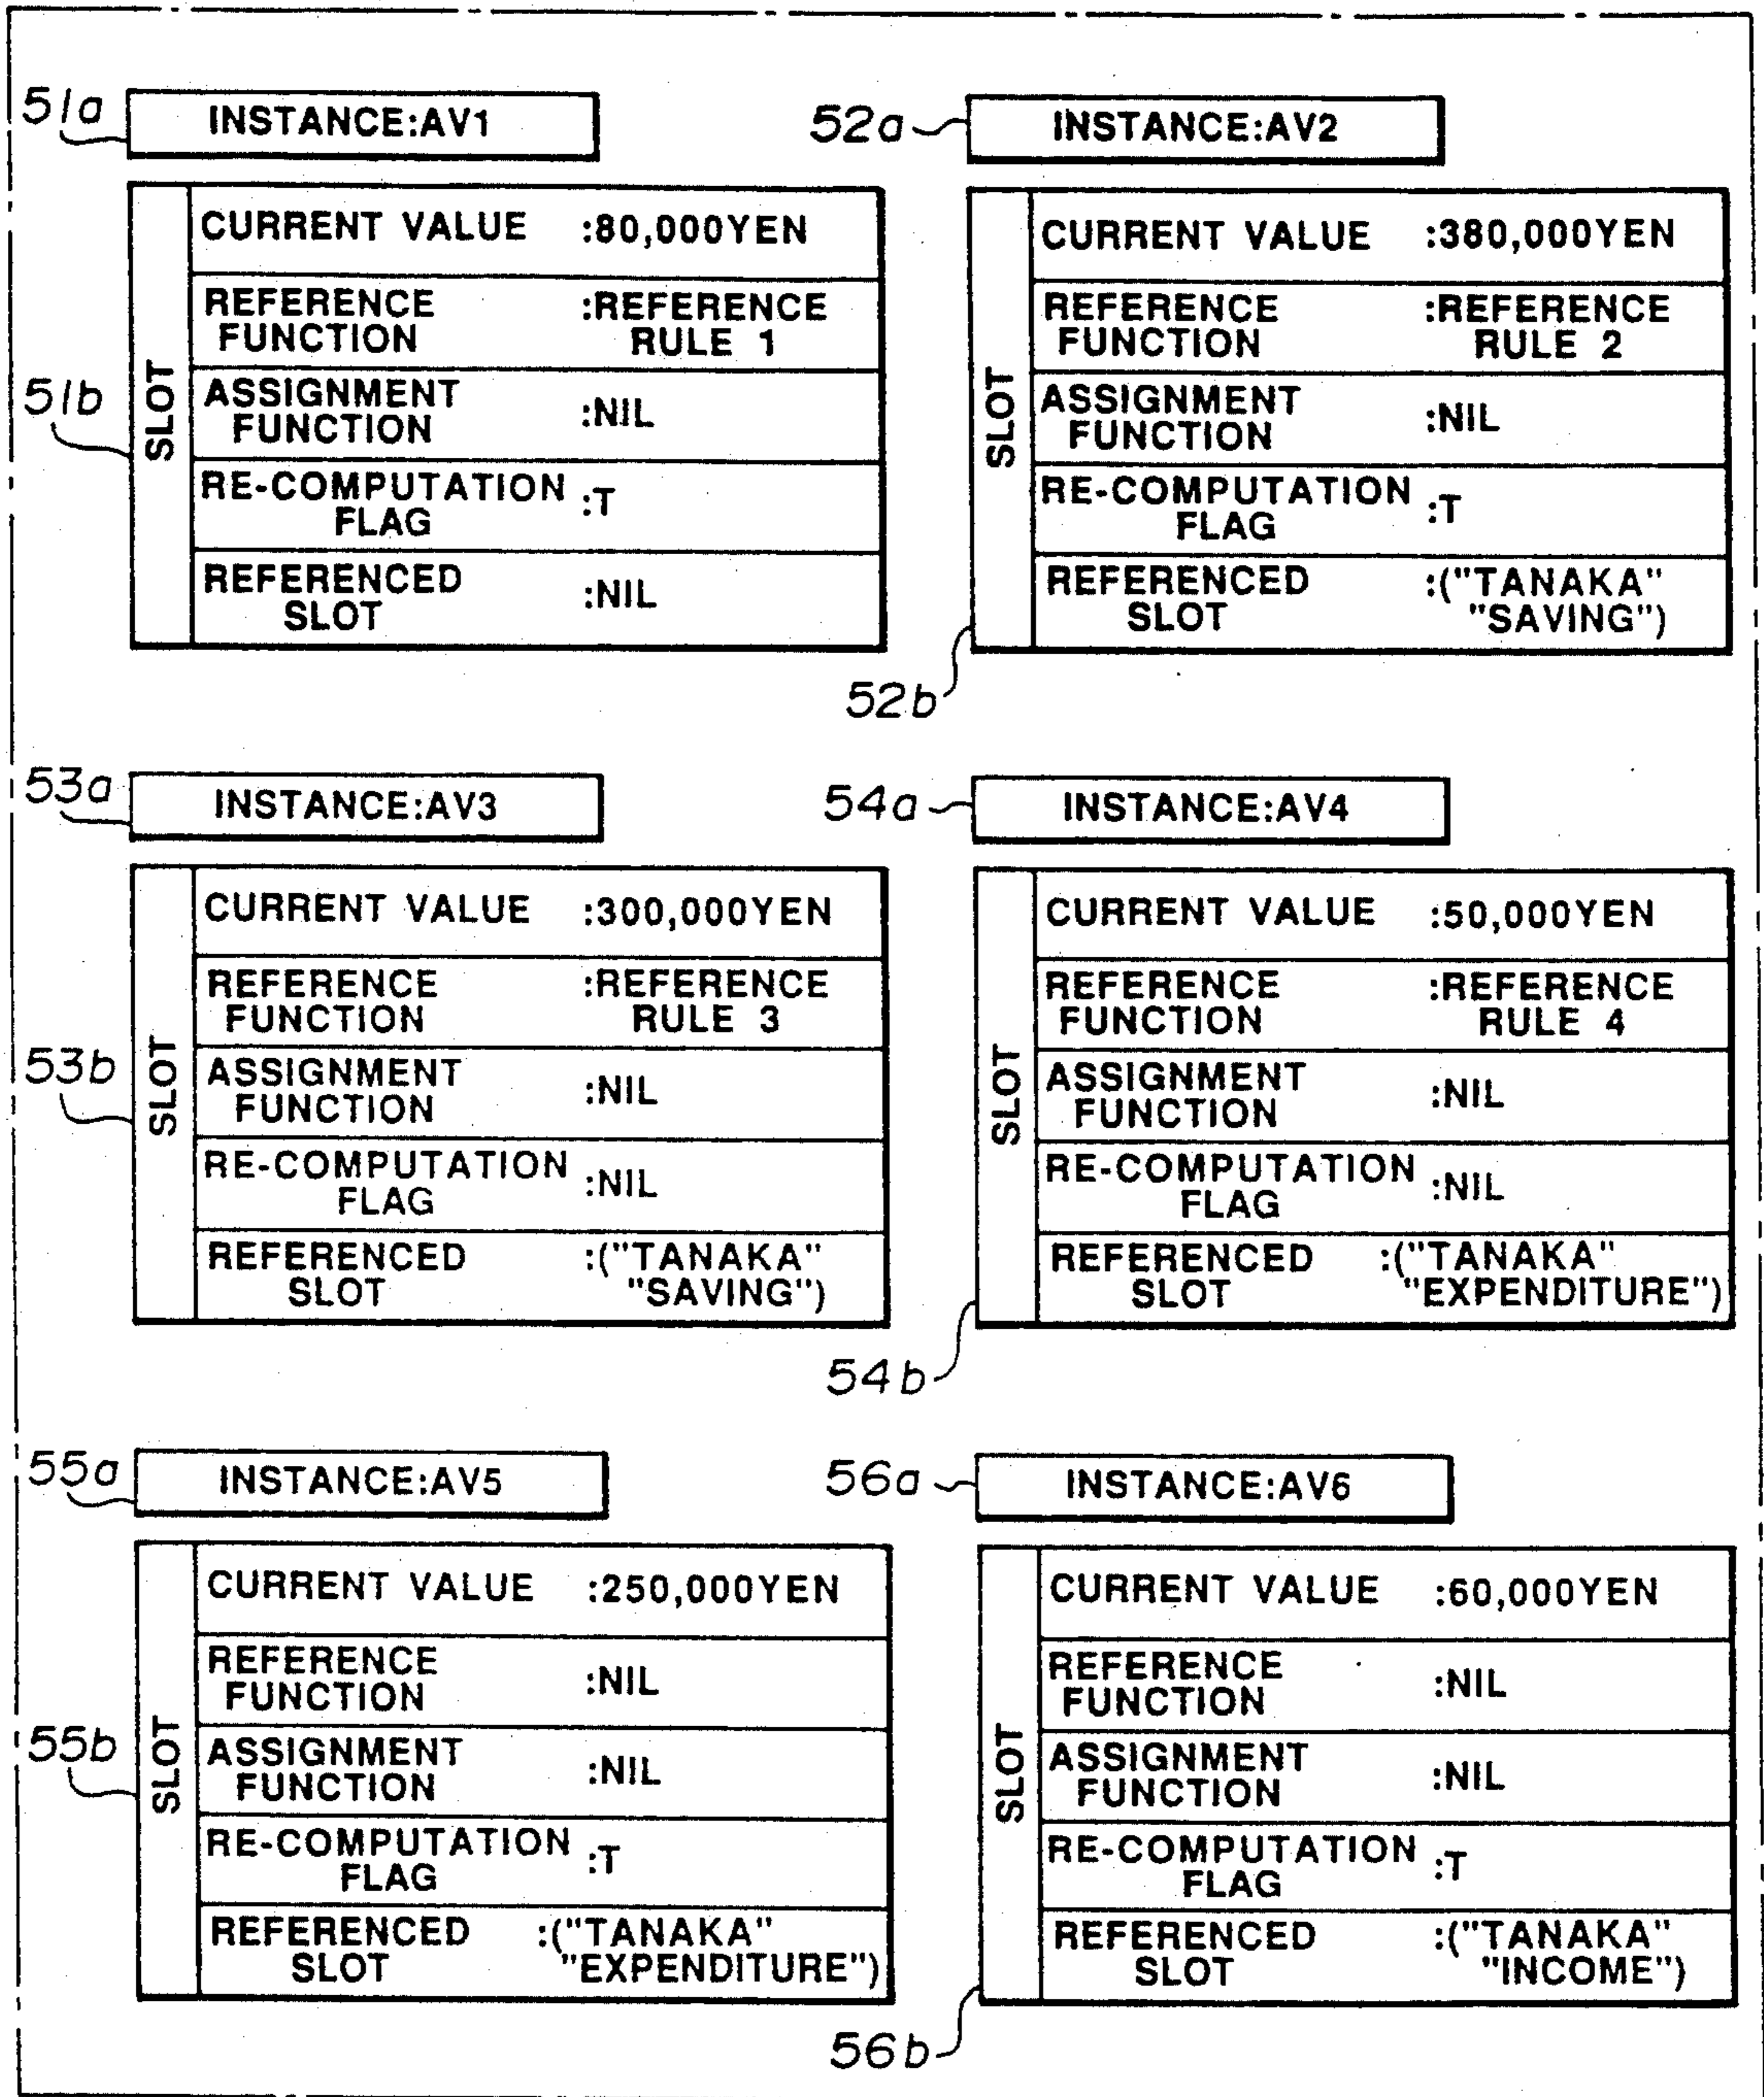 51a INSTANCE:AV1
51b SLOT
CURRENT VALUE :80,000YEN
REFERENCE FUNCTION :REFERENCE RULE 1
ASSIGNMENT FUNCTION :NIL
RE-COMPUTATION FLAG :T
REFERENCED SLOT :NIL
52a INSTANCE:AV2
SLOT
CURRENT VALUE :380,000YEN
REFERENCE FUNCTION :REFERENCE RULE 2
ASSIGNMENT FUNCTION :NIL
RE-COMPUTATION FLAG :T
REFERENCED SLOT :("TANAKA" "SAVING")
52b
53a INSTANCE:AV3
53b SLOT
CURRENT VALUE :300,000YEN
REFERENCE FUNCTION :REFERENCE RULE 3
ASSIGNMENT FUNCTION :NIL
RE-COMPUTATION FLAG :NIL
REFERENCED SLOT :("TANAKA" "SAVING")
54a INSTANCE:AV4
SLOT
CURRENT VALUE :50,000YEN
REFERENCE FUNCTION :REFERENCE RULE 4
ASSIGNMENT FUNCTION :NIL
RE-COMPUTATION FLAG :NIL
REFERENCED SLOT :("TANAKA" "EXPENDITURE")
54b
55a INSTANCE:AV5
55b SLOT
CURRENT VALUE :250,000YEN
REFERENCE FUNCTION :NIL
ASSIGNMENT FUNCTION :NIL
RE-COMPUTATION FLAG :T
REFERENCED SLOT :("TANAKA" "EXPENDITURE")
56a INSTANCE:AV6
SLOT
CURRENT VALUE :60,000YEN
REFERENCE FUNCTION :NIL
ASSIGNMENT FUNCTION :NIL
RE-COMPUTATION FLAG :T
REFERENCED SLOT :("TANAKA" "INCOME")
56b